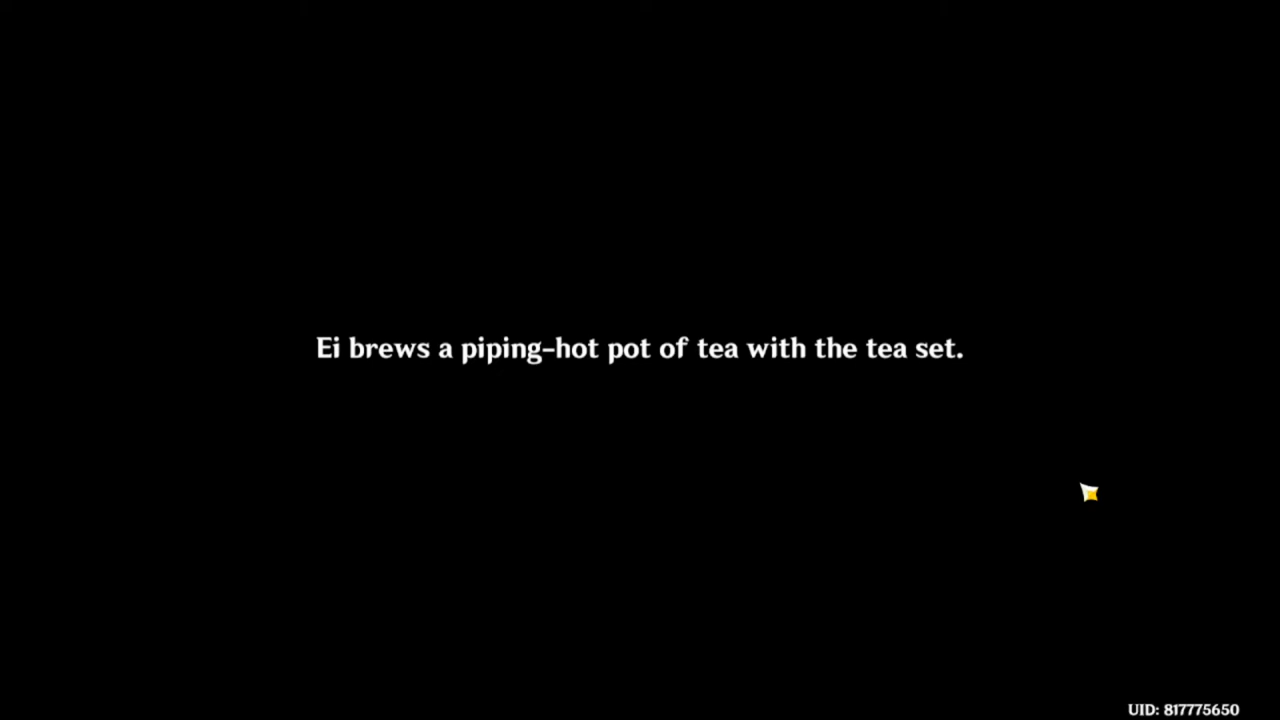 Ei brews a piping-hot pot of tea with the tea set.
UID: 817775650